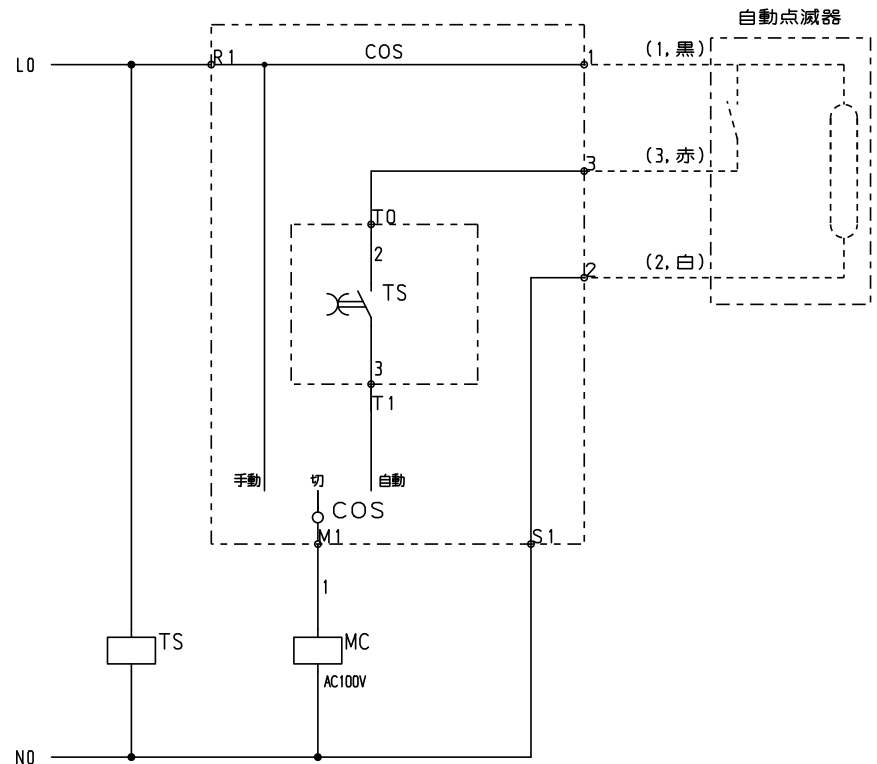 自動点滅器
L0
R1
COS
1
(1,黒)
3
(3,赤)
T0
2
2
(2,白)
TS
3
T1
手動
切
自動
COS
M1
S1
1
TS
MC
AC100V
N0